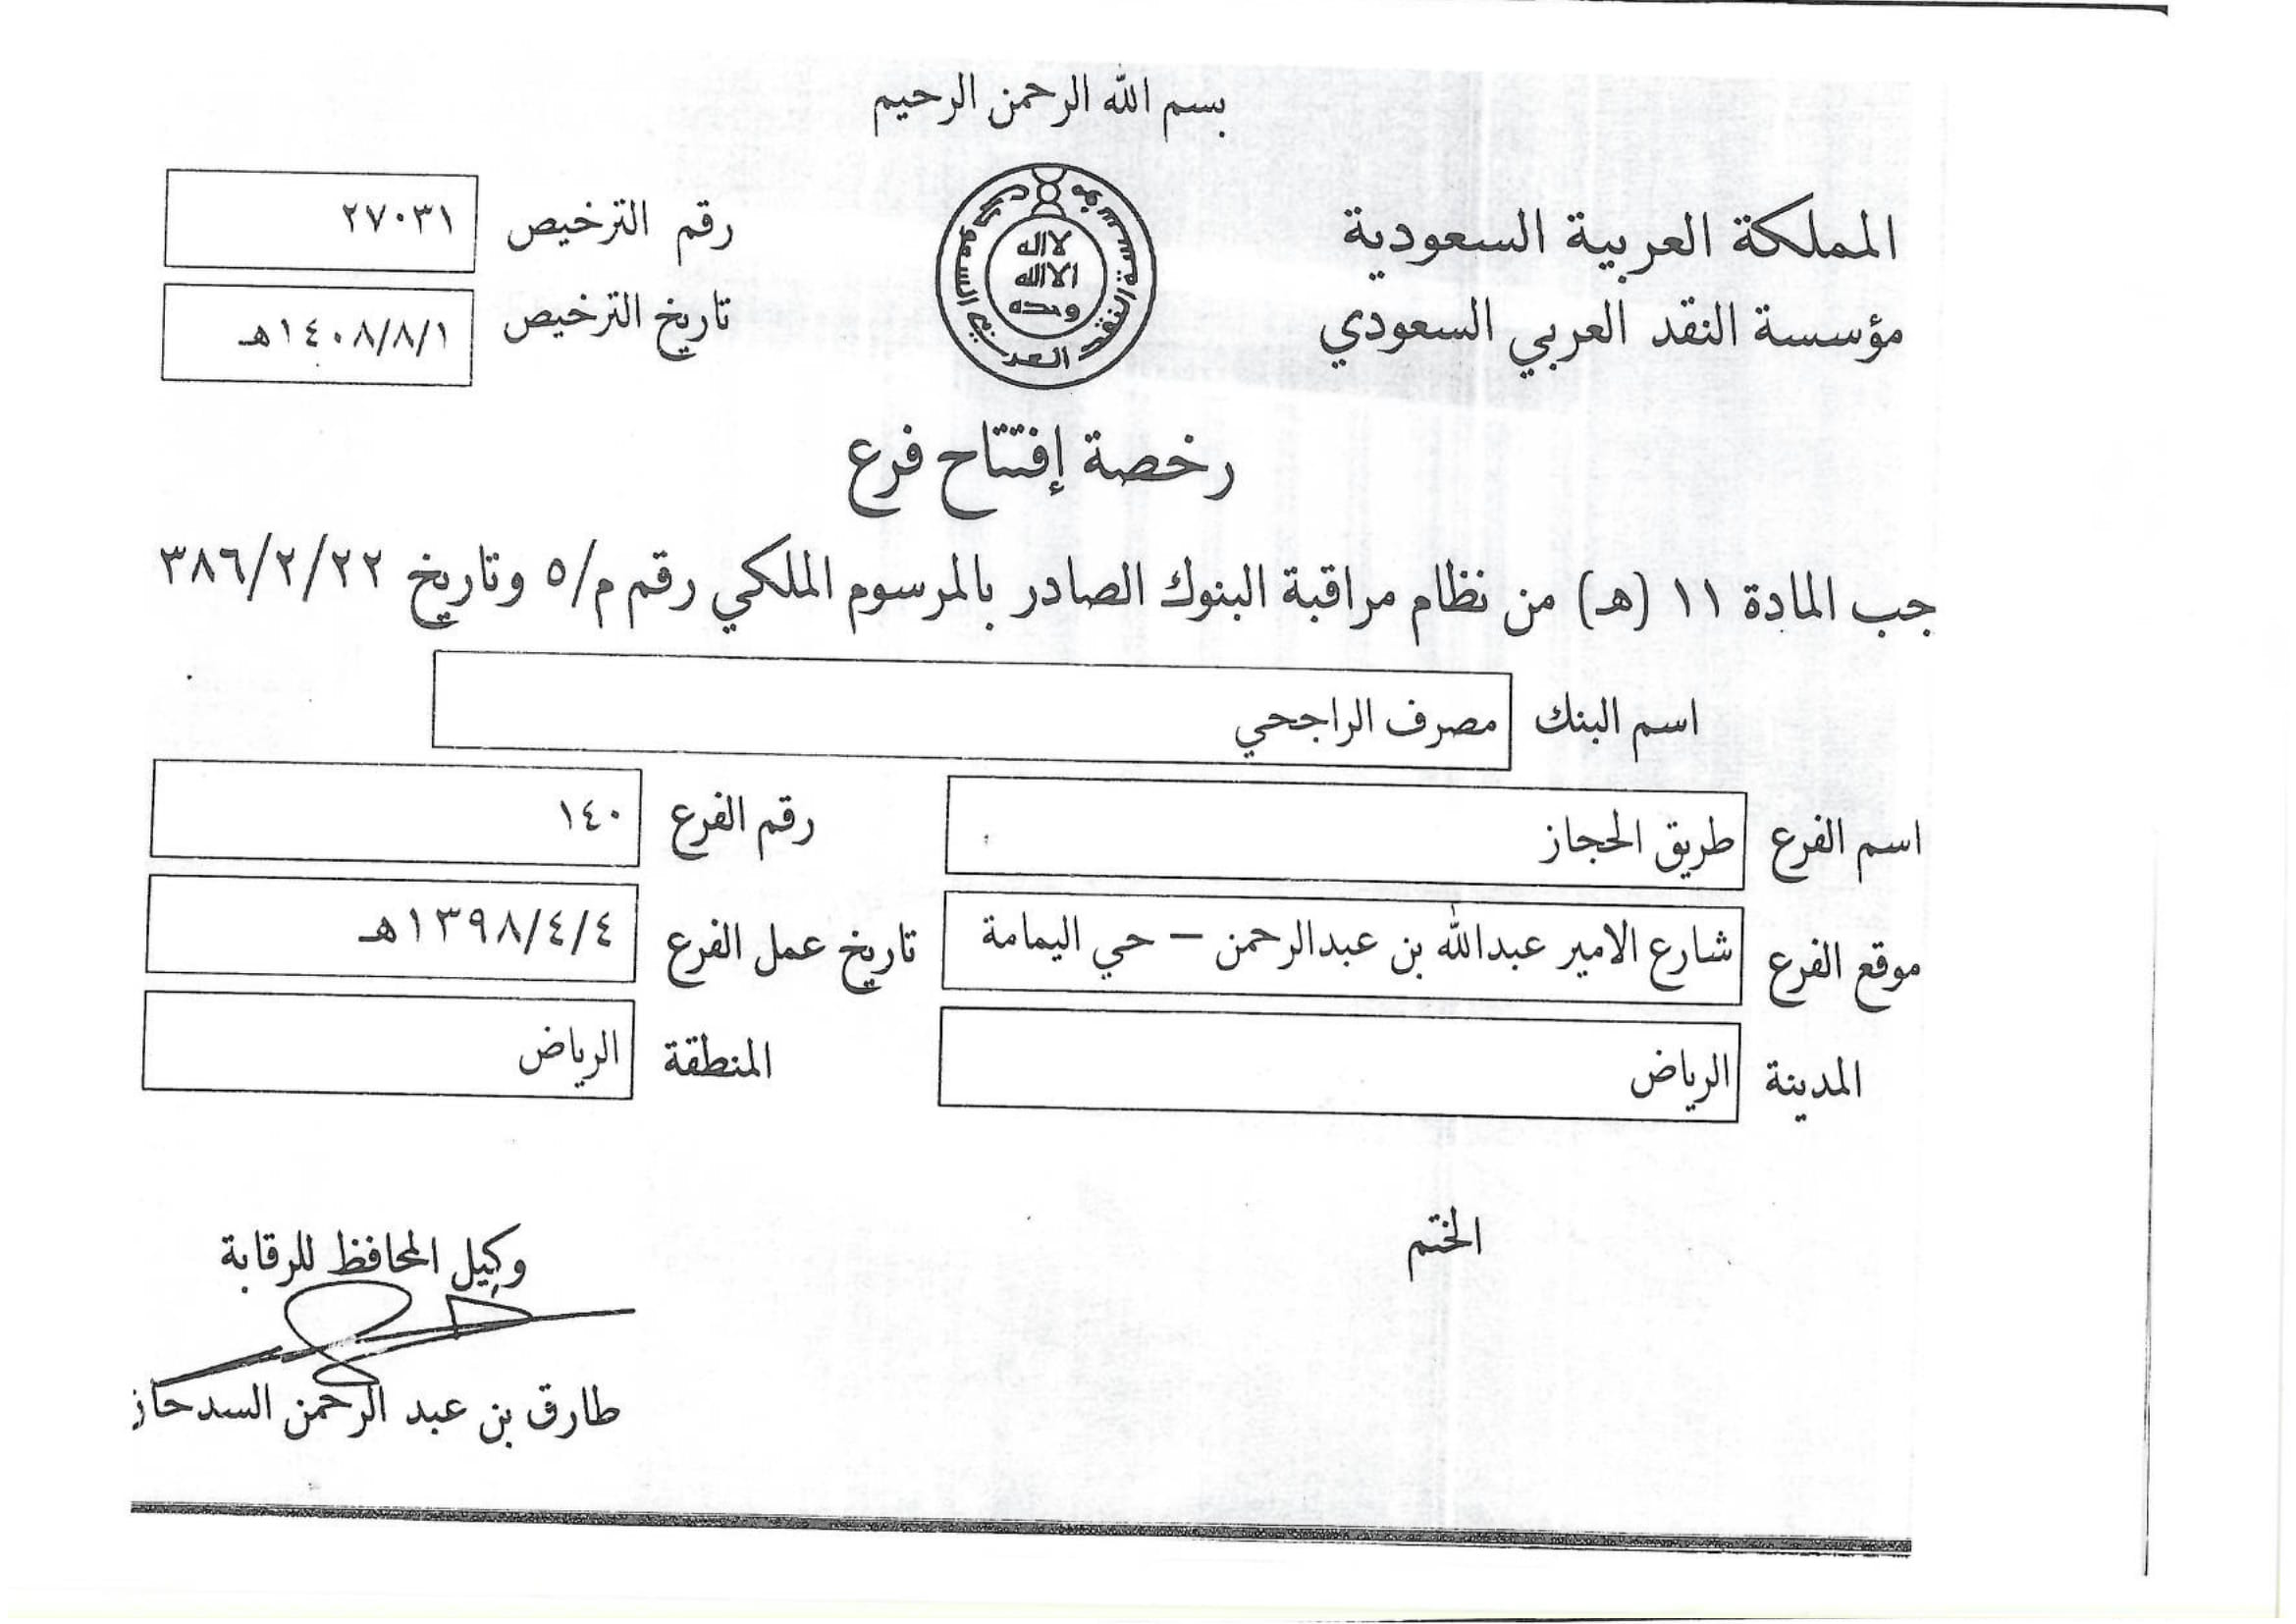 بسم الله الرحمن الرحيم
المملكة العربية السعودية
مؤسسة النقد العربي السعودي
مؤسسة النقد العربي السعودي
لا اله
الا الله
وحده
رقم الترخيص ٢٧٠٣١
تاريخ الترخيص ١٤٠٨/٨/١هـ
رخصة إفتتاح فرع
جب المادة ١١ (هـ) من نظام مراقبة البنوك الصادر بالمرسوم الملكي رقم م/٥ وتاريخ ٣٨٦/٢/٢٢
اسم البنك مصرف الراجحي
اسم الفرع طريق الحجاز رقم الفرع ١٤٠
موقع الفرع شارع الامير عبدالله بن عبدالرحمن – حي اليمامة تاريخ عمل الفرع ١٣٩٨/٤/٤هـ
المدينة الرياض المنطقة الرياض
الختم
وكيل المحافظ للرقابة
طارق بن عبد الرحمن السدحان